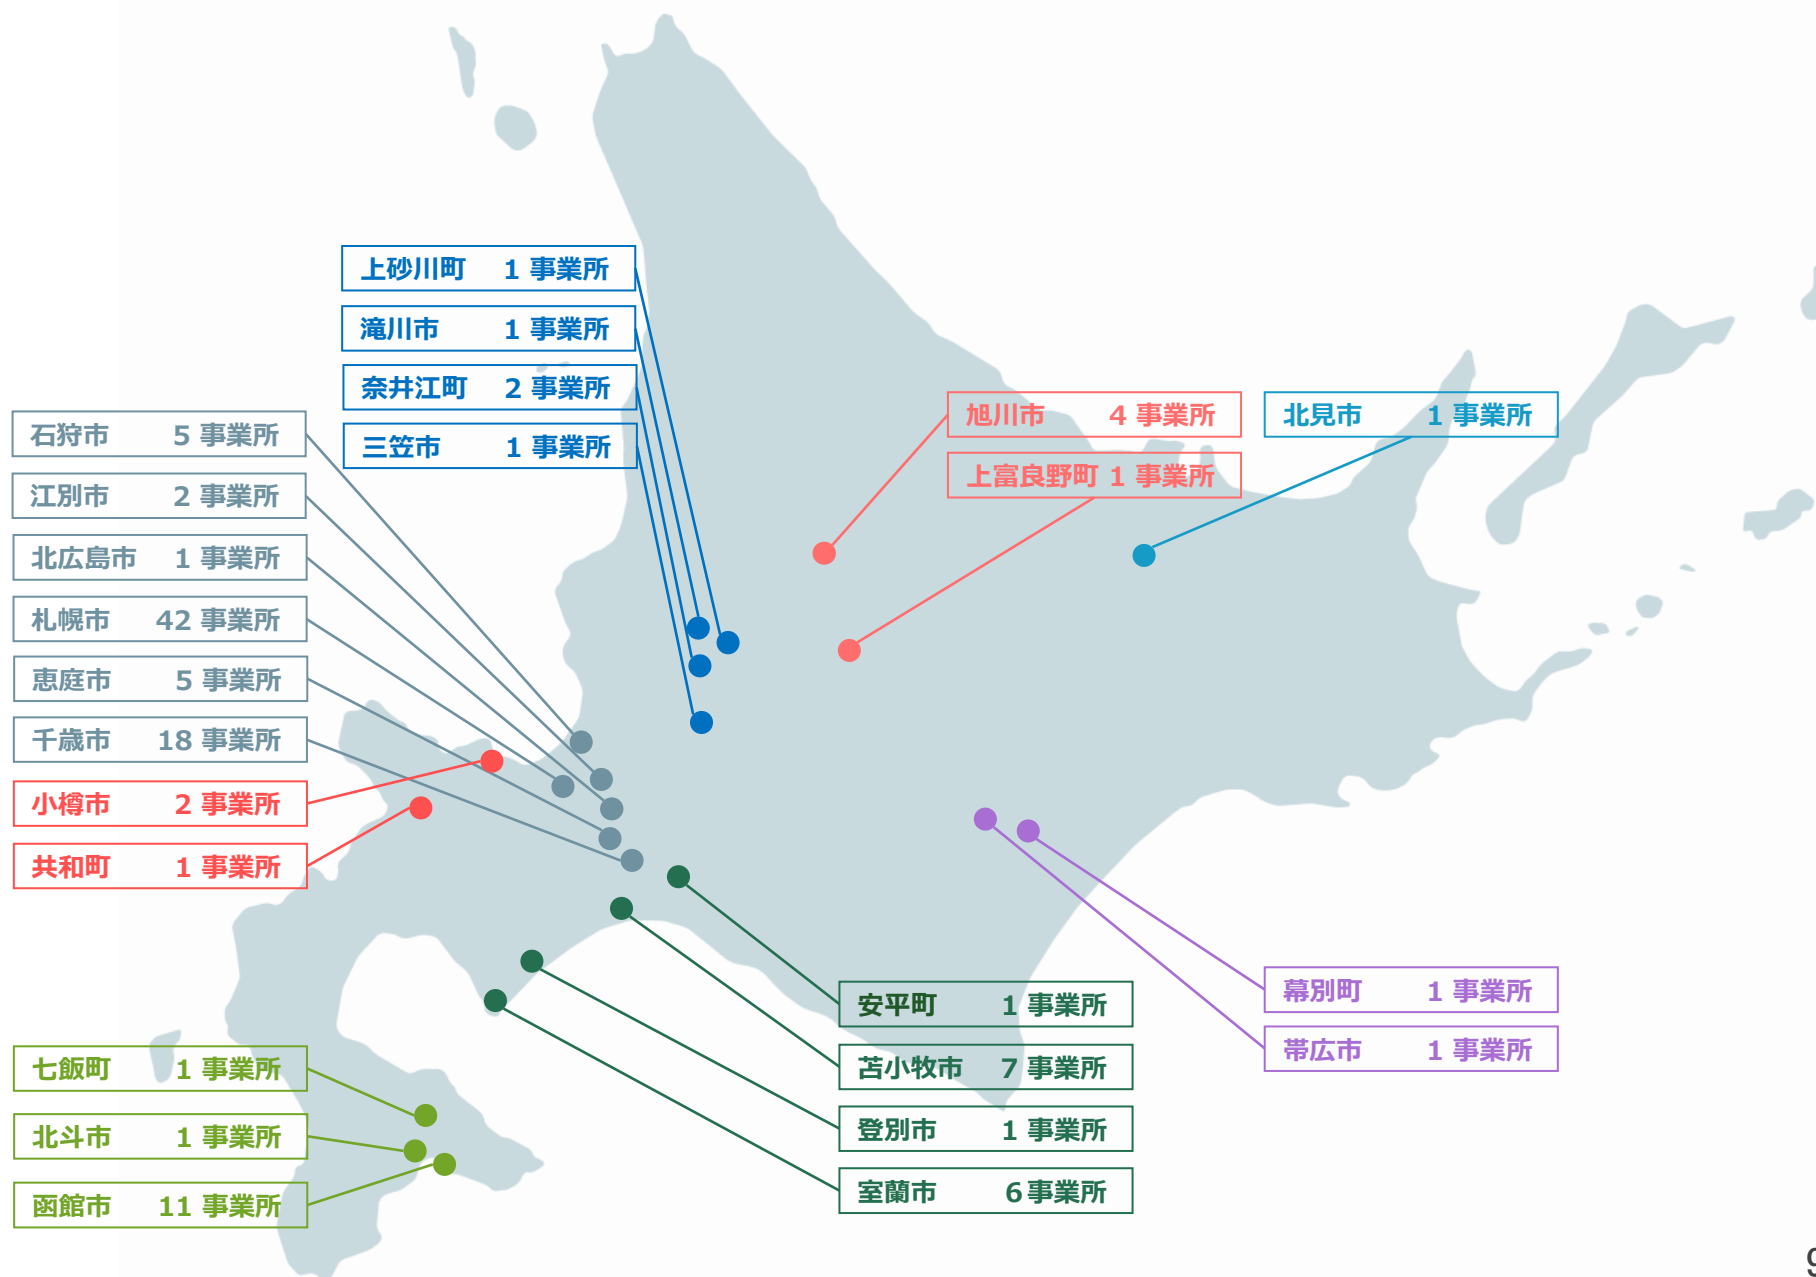 上砂川町 1 事業所
滝川市 1 事業所
奈井江町 2 事業所
三笠市 1 事業所
旭川市 4 事業所
上富良野町 1 事業所
北見市 1 事業所
石狩市 5 事業所
江別市 2 事業所
北広島市 1 事業所
札幌市 42 事業所
恵庭市 5 事業所
千歳市 18 事業所
小樽市 2 事業所
共和町 1 事業所
七飯町 1 事業所
北斗市 1 事業所
函館市 11 事業所
安平町 1 事業所
苫小牧市 7 事業所
登別市 1 事業所
室蘭市 6 事業所
幕別町 1 事業所
帯広市 1 事業所
9